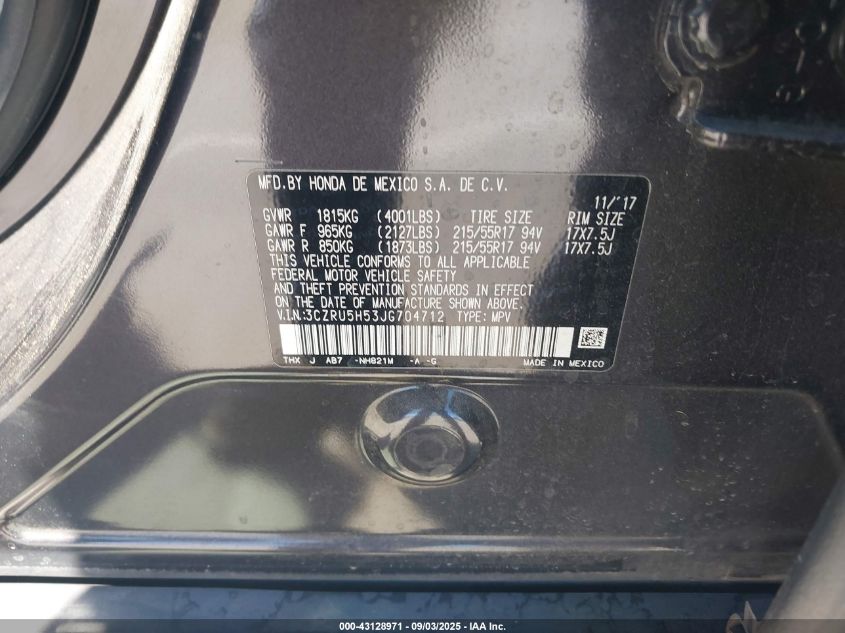 MFD.BY HONDA DE MEXICO S.A. DE C.V.
11/'17
GVWR 1815KG (4001LBS) TIRE SIZE RIM SIZE
GAWR F 965KG (2127LBS) 215/55R17 94V 17X7.5J
GAWR R 850KG (1873LBS) 215/55R17 94V 17X7.5J
THIS VEHICLE CONFORMS TO ALL APPLICABLE
FEDERAL MOTOR VEHICLE SAFETY
AND THEFT PREVENTION STANDARDS IN EFFECT
ON THE DATE OF MANUFACTURE SHOWN ABOVE.
V.I.N:3CZRU5H53JG704712 TYPE: MPV
THX J AB7 -NH821M -A -G MADE IN MEXICO
000-43128971 - 09/03/2025 - IAA Inc.